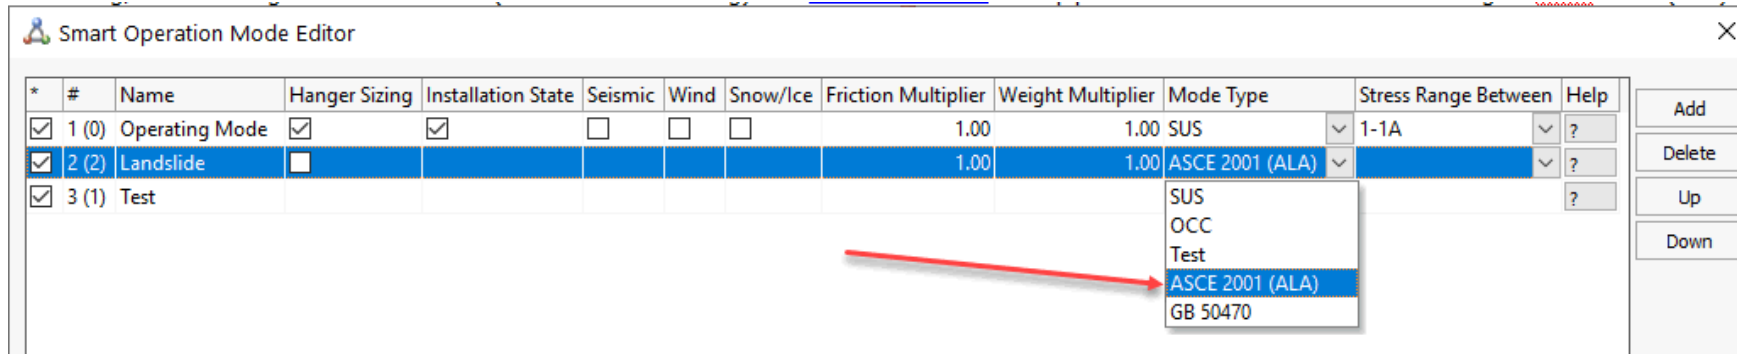 Smart Operation Mode Editor
* # Name Hanger Sizing Installation State Seismic Wind Snow/Ice Friction Multiplier Weight Multiplier Mode Type Stress Range Between Help
1 (0) Operating Mode 1.00 1.00 SUS 1-1A ?
2 (2) Landslide 1.00 1.00 ASCE 2001 (ALA) ?
3 (1) Test ?
SUS
OCC
Test
ASCE 2001 (ALA)
GB 50470
Add
Delete
Up
Down